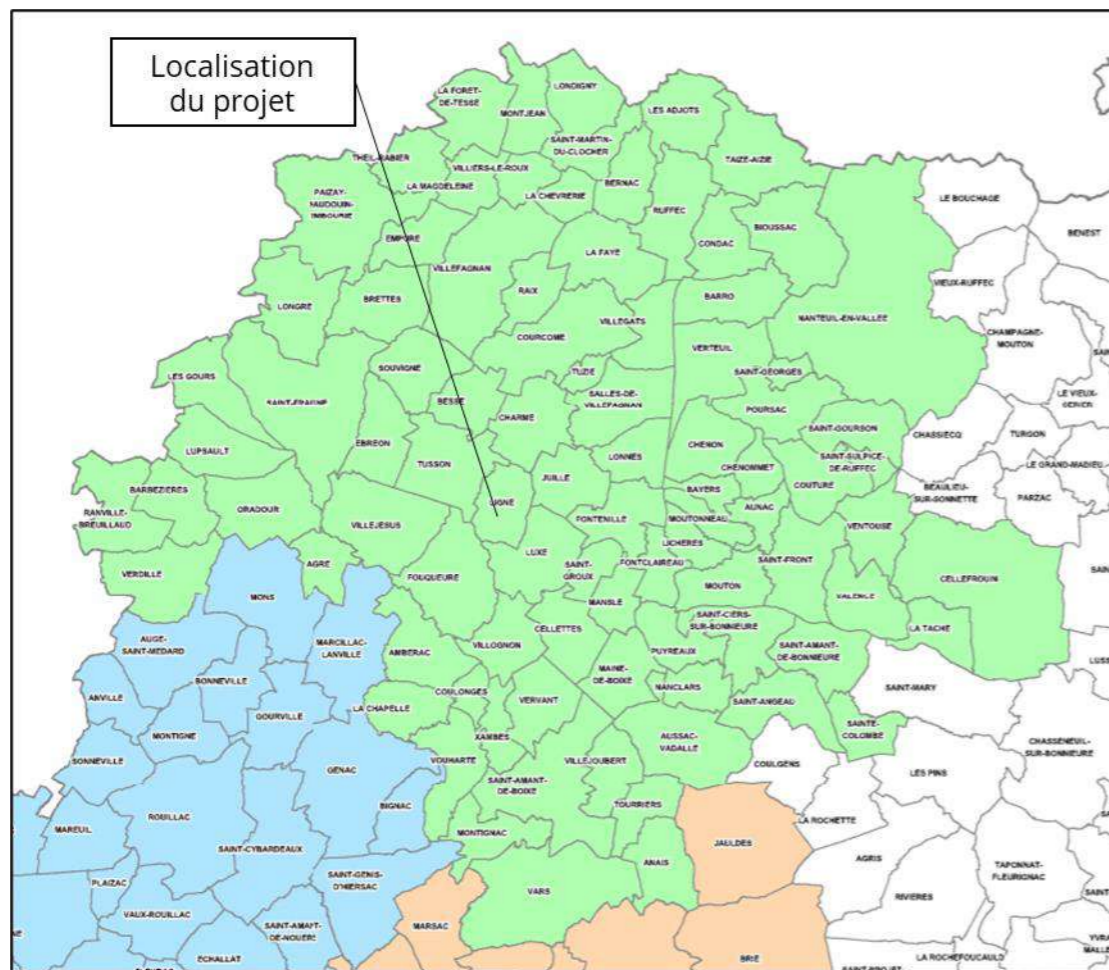 Localisation
du projet
LA FORET-
DE-TESSE
MONTJEAN
LONDIGNY
LES ADJOTS
SAINT-MARTIN-
DU-CLOCHER
TAIZE-AIZIE
THEIL-RABIER
VILLIERS-LE-ROUX
LA MAGDELEINE
LA CHEVRERIE
BERNAC
PAIZAY-
NAUDOUIN-
EMBOURIE
RUFFEC
LE BOUCHAGE
BIOUSSAC
BENEST
EMPURE
CONDAC
LA FAYE
VILLEFAGNAN
VIEUX-RUFFEC
RAIX
BARRO
BRETTES
LONGRE
VILLEGATS
NANTEUIL-EN-VALLEE
CHAMPAGNE-
MOUTON
COURCOME
VERTEUIL
SAIN
SOUVIGNE
TUZIE
SAINT-GEORGES
LES GOURS
SALLES-DE-
VILLEFAGNAN
LE VIEUX-
CERIER
BESSE
SAINT-FRAIGNE
POURSAC
CHARME
SAINT-GOURSON
CHASSIECQ
TURGON
EBREON
CHENON
LUPSAULT
LONNES
SAINT-SULPICE-
DE-RUFFEC
TUSSON
CHENOMMET
LE GRAND-MADIEU
JUILLE
COUTURE
BEAULIEU-
SUR-SONNETTE
BARBEZIERES
BAYERS
PARZAC
LIGNE
AUNAC
ORADOUR
RANVILLE-
BREUILLAUD
VILLEJESUS
FONTENILLE
MOUTONNEAU
VENTOUSE
LICHERES
LUXE
SAINT-FRONT
FONTCLAIREAU
AGRE
SAINT-
GROUX
VERDILLE
FOUQUEURE
CELLEFROUIN
MOUTON
MONS
MANSLE
VALENCE
SAINT-CIERS-
SUR-BONNIEURE
CELLETTES
LA TACHE
AUGE-
SAINT-MEDARD
MARCILLAC-
LANVILLE
VILLOGNON
SAINT-AMANT-
DE-BONNIEURE
AMBERAC
PUYREAUX
MAINE-
DE-BOIXE
LUSS
BONNEVILLE
NANCLARS
SAINT-MARY
COULONGES
ANVILLE
VERVANT
SAINT-ANGEAU
LA CHAPELLE
GOURVILLE
SAINTE-
COLOMBE
MONTIGNE
XAMBES
AUSSAC-
VADALLE
CHASSENEUIL-
SUR-BONNIEURE
SONNEVILLE
VOUHARTE
GENAC
VILLEJOUBERT
COULGENS
LES PINS
SAINT-AMANT-
DE-BOIXE
BIGNAC
TOURRIERS
ROUILLAC
LA ROCHETTE
MAREUIL
MONTIGNAC
JAULDES
SAINT-CYBARDEAUX
AGRIS
ANAIS
TAPONNAT-
FLEURIGNAC
SAINT-GENIS-
D'HIERSAC
PLAIZAC
VARS
RIVIERES
VAUX-ROUILLAC
SAINT-AMANT-
DE-NOUERE
MARSAC
ECHALLAT
BRIE
LA ROCHEFOUCAULD
YVRA
MALLE